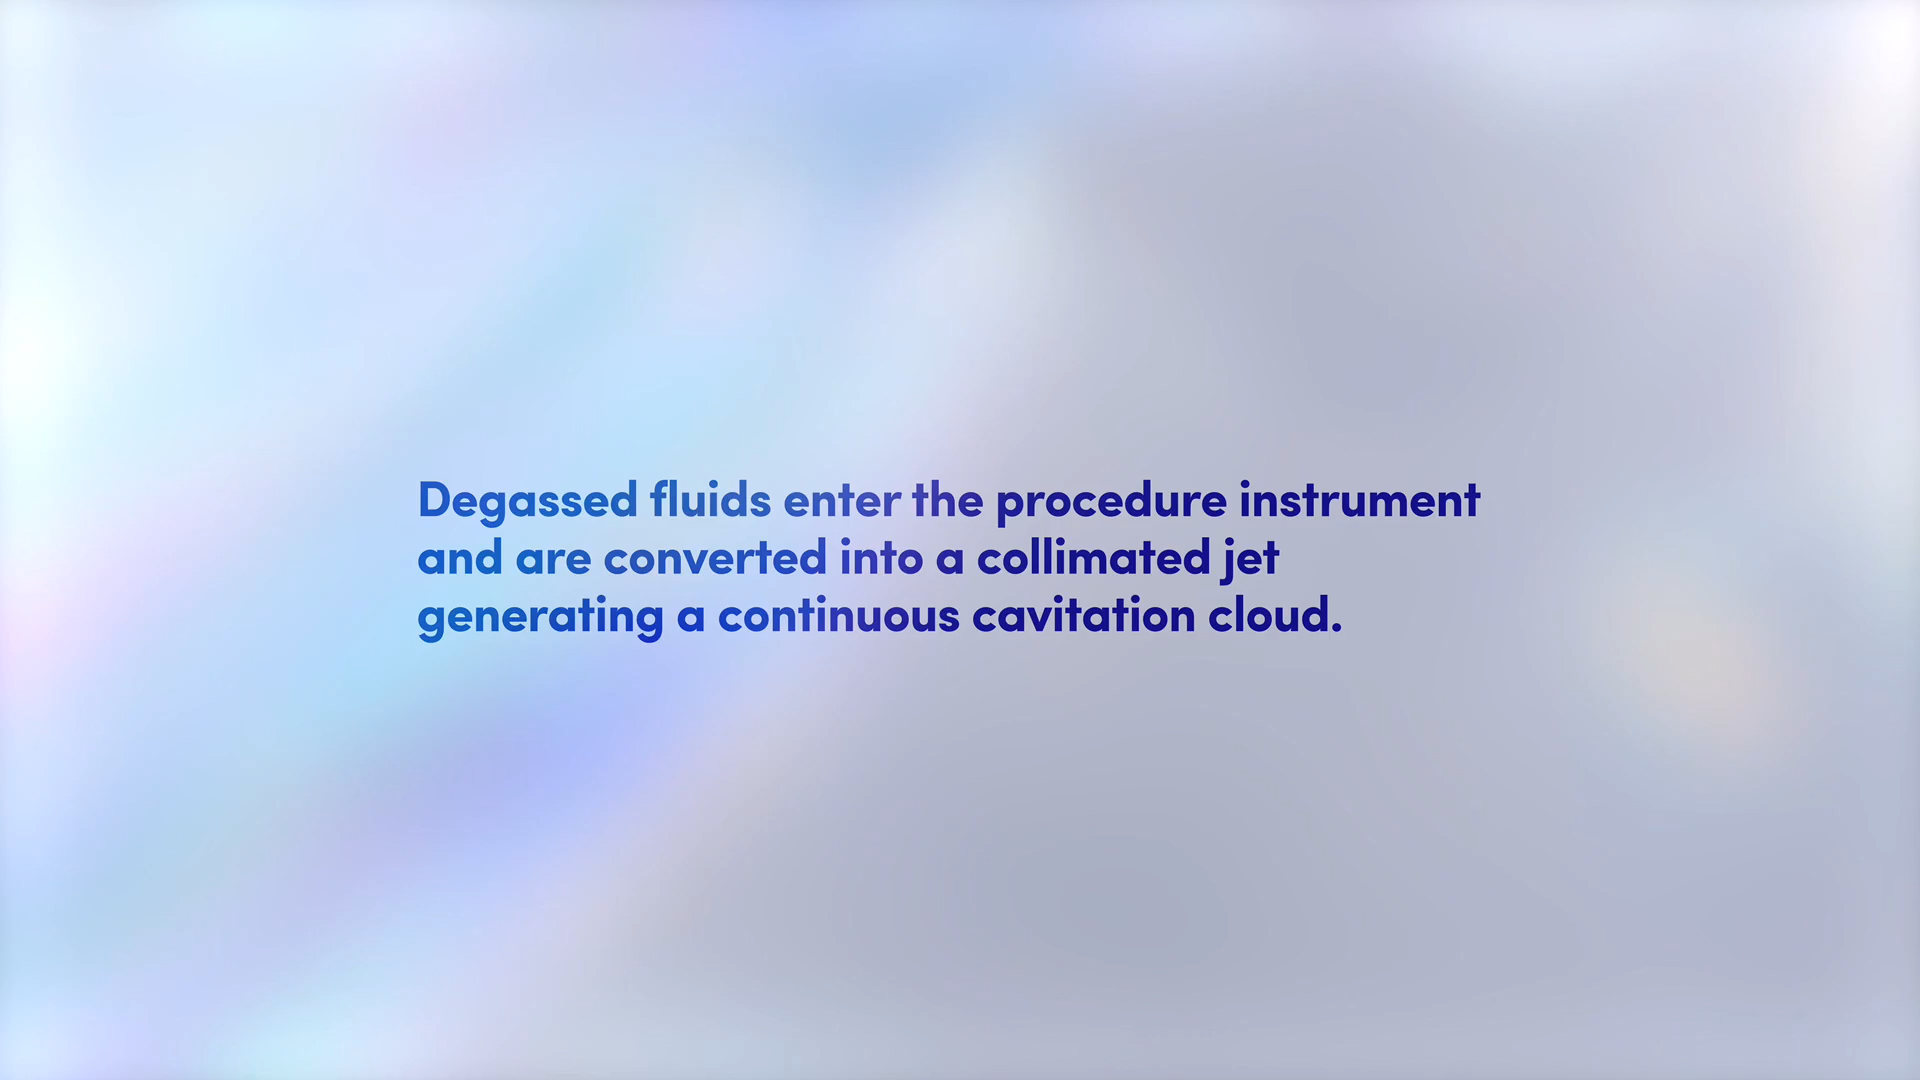 Degassed fluids enter the procedure instrument
and are converted into a collimated jet
generating a continuous cavitation cloud.